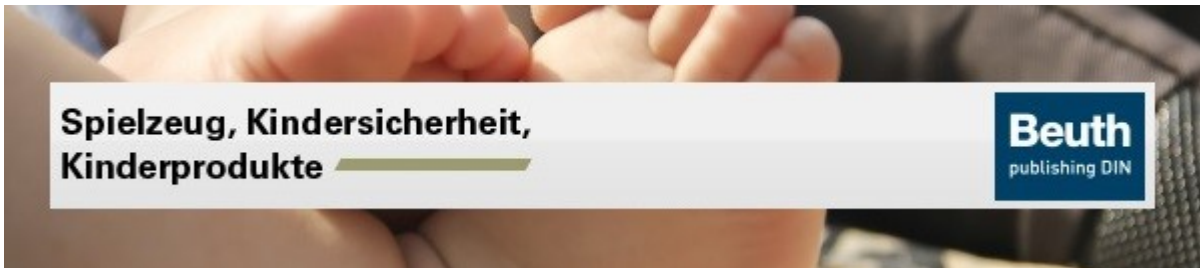 Spielzeug, Kindersicherheit,
Kinderprodukte
Beuth
publishing DIN